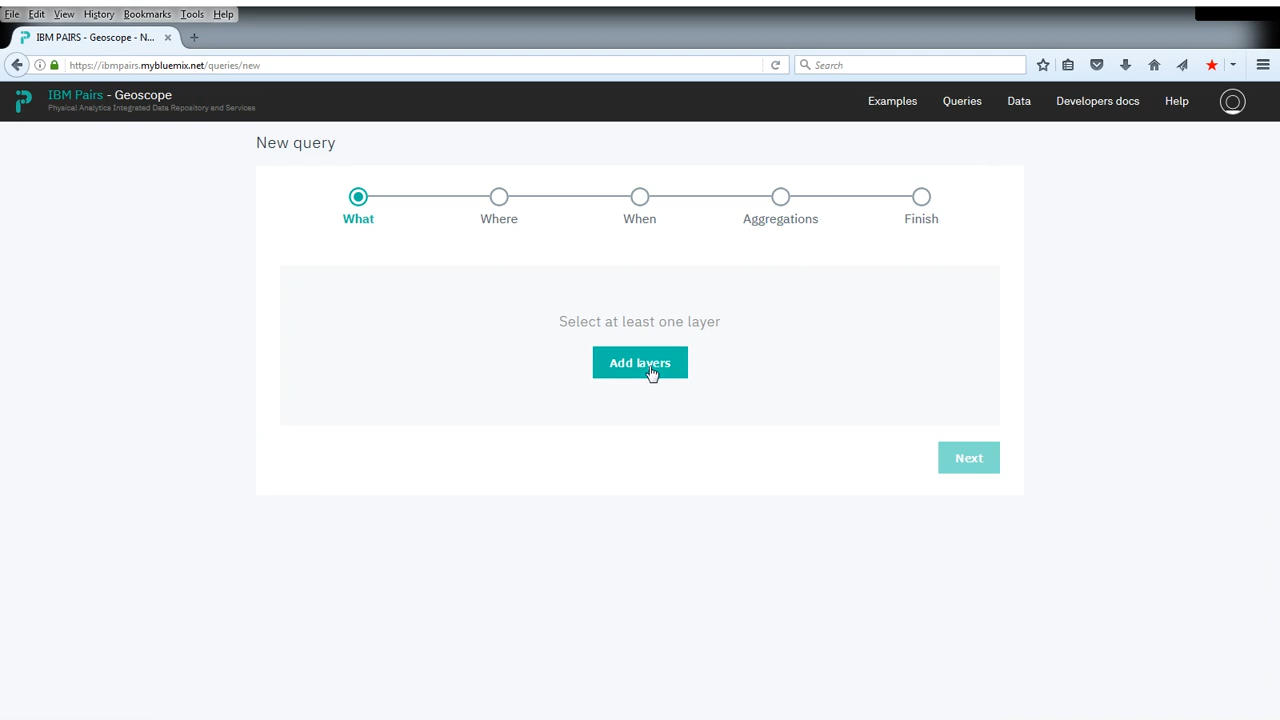 File Edit View History Bookmarks Tools Help
IBM PAIRS - Geoscope - N...
https://ibmpairs.mybluemix.net/queries/new
Search
IBM Pairs - Geoscope
Physical Analytics Integrated Data Repository and Services
Examples Queries Data Developers docs Help
New query
What Where When Aggregations Finish
Select at least one layer
Add layers
Next